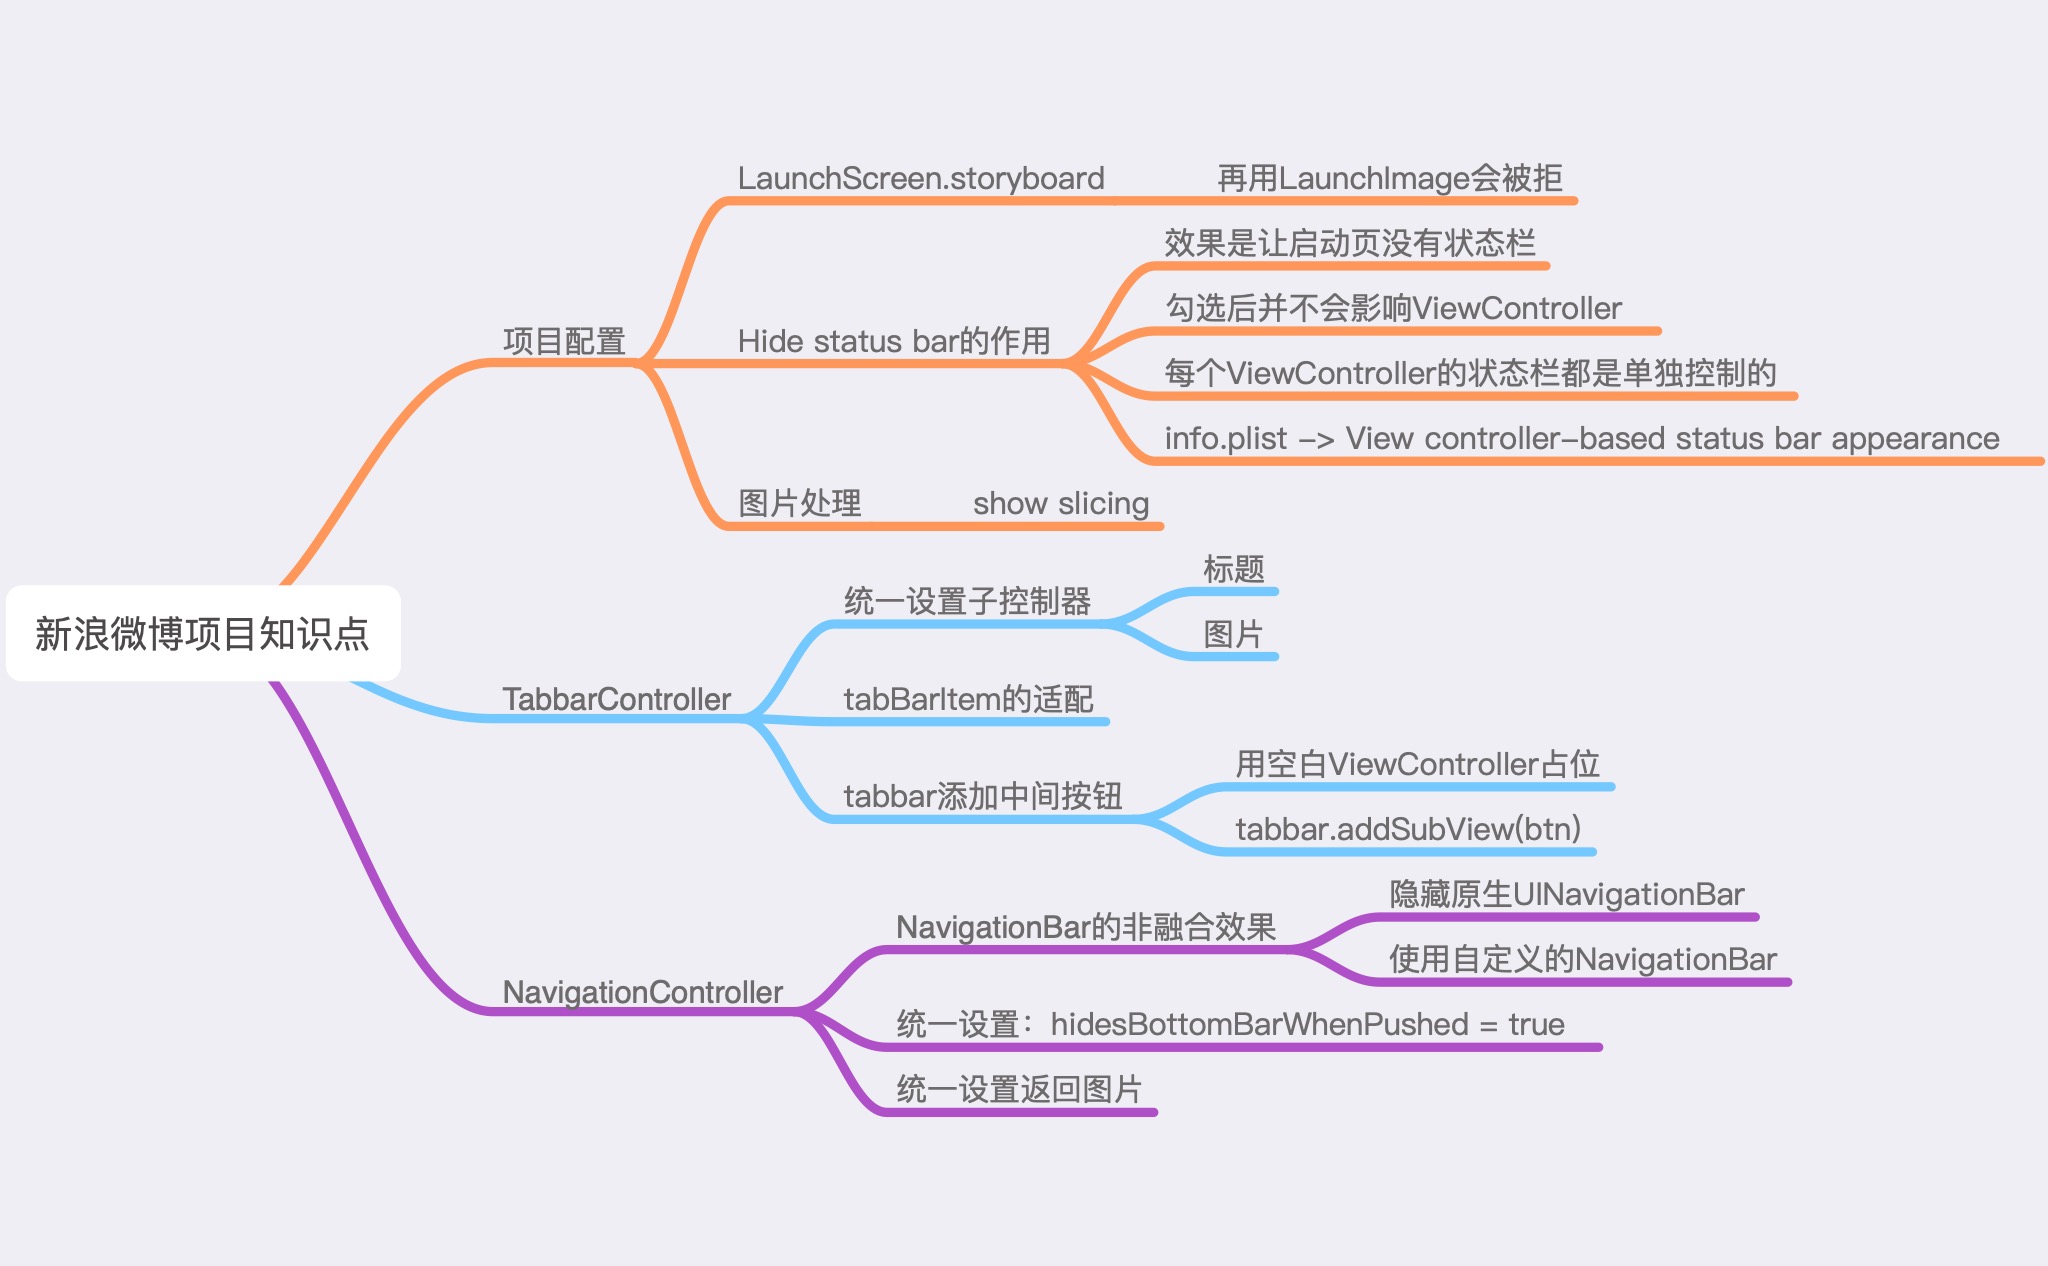 新浪微博项目知识点
项目配置
LaunchScreen.storyboard
再用LaunchImage会被拒
Hide status bar的作用
效果是让启动页没有状态栏
勾选后并不会影响ViewController
每个ViewController的状态栏都是单独控制的
info.plist -> View controller-based status bar appearance
图片处理
show slicing
TabbarController
统一设置子控制器
标题
图片
tabBarItem的适配
tabbar添加中间按钮
用空白ViewController占位
tabbar.addSubView(btn)
NavigationController
NavigationBar的非融合效果
隐藏原生UINavigationBar
使用自定义的NavigationBar
统一设置：hidesBottomBarWhenPushed = true
统一设置返回图片